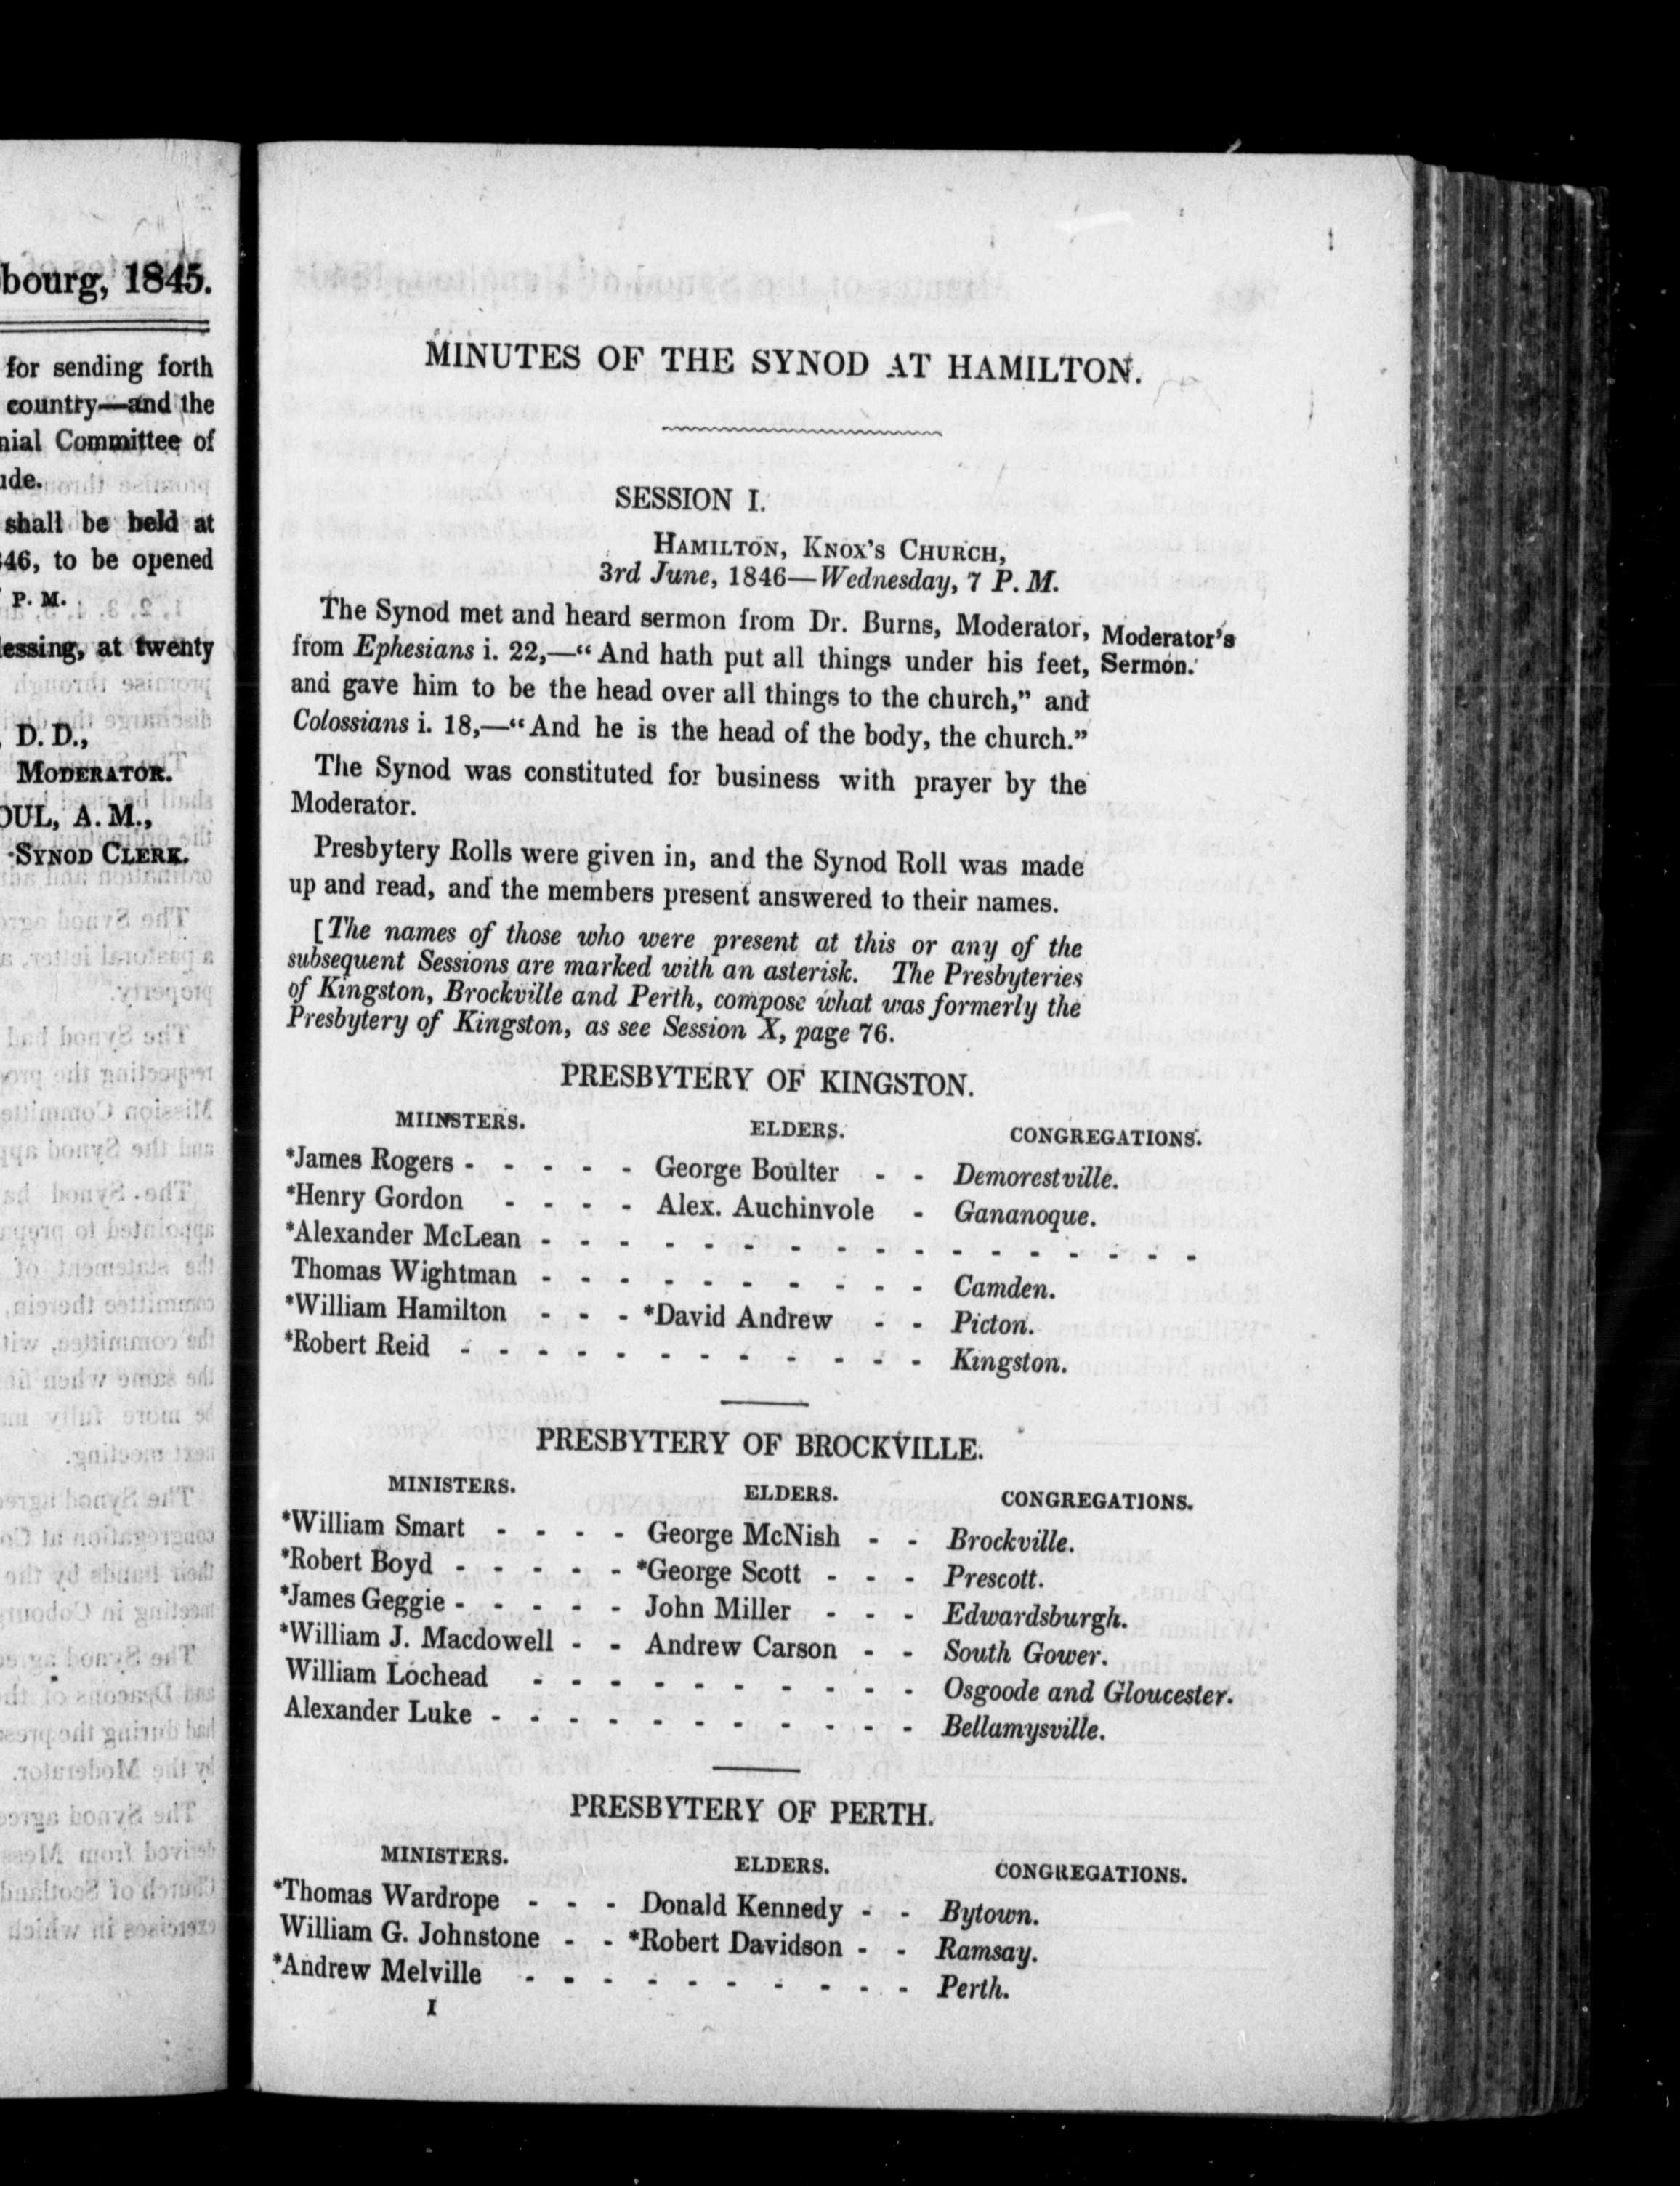 bourg, 1845.
for sending forth
country—and the
nial Committee of
ude.
shall be held at
46, to be opened
P. M.
lessing, at twenty
D. D.,
MODERATOR.
OUL, A. M.,
SYNOD CLERK.
MINUTES OF THE SYNOD AT HAMILTON.
SESSION I.
HAMILTON, KNOX'S CHURCH,
3rd June, 1846—Wednesday, 7 P. M.
The Synod met and heard sermon from Dr. Burns, Moderator, Moderator's
from Ephesians i. 22,—“And hath put all things under his feet, Sermon.
and gave him to be the head over all things to the church,” and
Colossians i. 18,—“And he is the head of the body, the church.”
The Synod was constituted for business with prayer by the
Moderator.
Presbytery Rolls were given in, and the Synod Roll was made
up and read, and the members present answered to their names.
[The names of those who were present at this or any of the
subsequent Sessions are marked with an asterisk. The Presbyteries
of Kingston, Brockville and Perth, compose what was formerly the
Presbytery of Kingston, as see Session X, page 76.
PRESBYTERY OF KINGSTON.
MIINSTERS. ELDERS. CONGREGATIONS.
*James Rogers - - - - - George Boulter - - Demorestville.
*Henry Gordon - - - - Alex. Auchinvole - Gananoque.
*Alexander McLean - - - - - - - - - - - - - - - - -
Thomas Wightman - - - - - - - - - - Camden.
*William Hamilton - - - *David Andrew - - Picton.
*Robert Reid - - - - - - - - - - - - Kingston.
PRESBYTERY OF BROCKVILLE.
MINISTERS. ELDERS. CONGREGATIONS.
*William Smart - - - - George McNish - - Brockville.
*Robert Boyd - - - - - *George Scott - - - Prescott.
*James Geggie - - - - - John Miller - - - Edwardsburgh.
*William J. Macdowell - - Andrew Carson - - South Gower.
William Lochead - - - - - - - - - - Osgoode and Gloucester.
Alexander Luke - - - - - - - - - - - Bellamysville.
PRESBYTERY OF PERTH.
MINISTERS. ELDERS. CONGREGATIONS.
*Thomas Wardrope - - - Donald Kennedy - - Bytown.
William G. Johnstone - - *Robert Davidson - - Ramsay.
*Andrew Melville - - - - - - - - - - Perth.
I